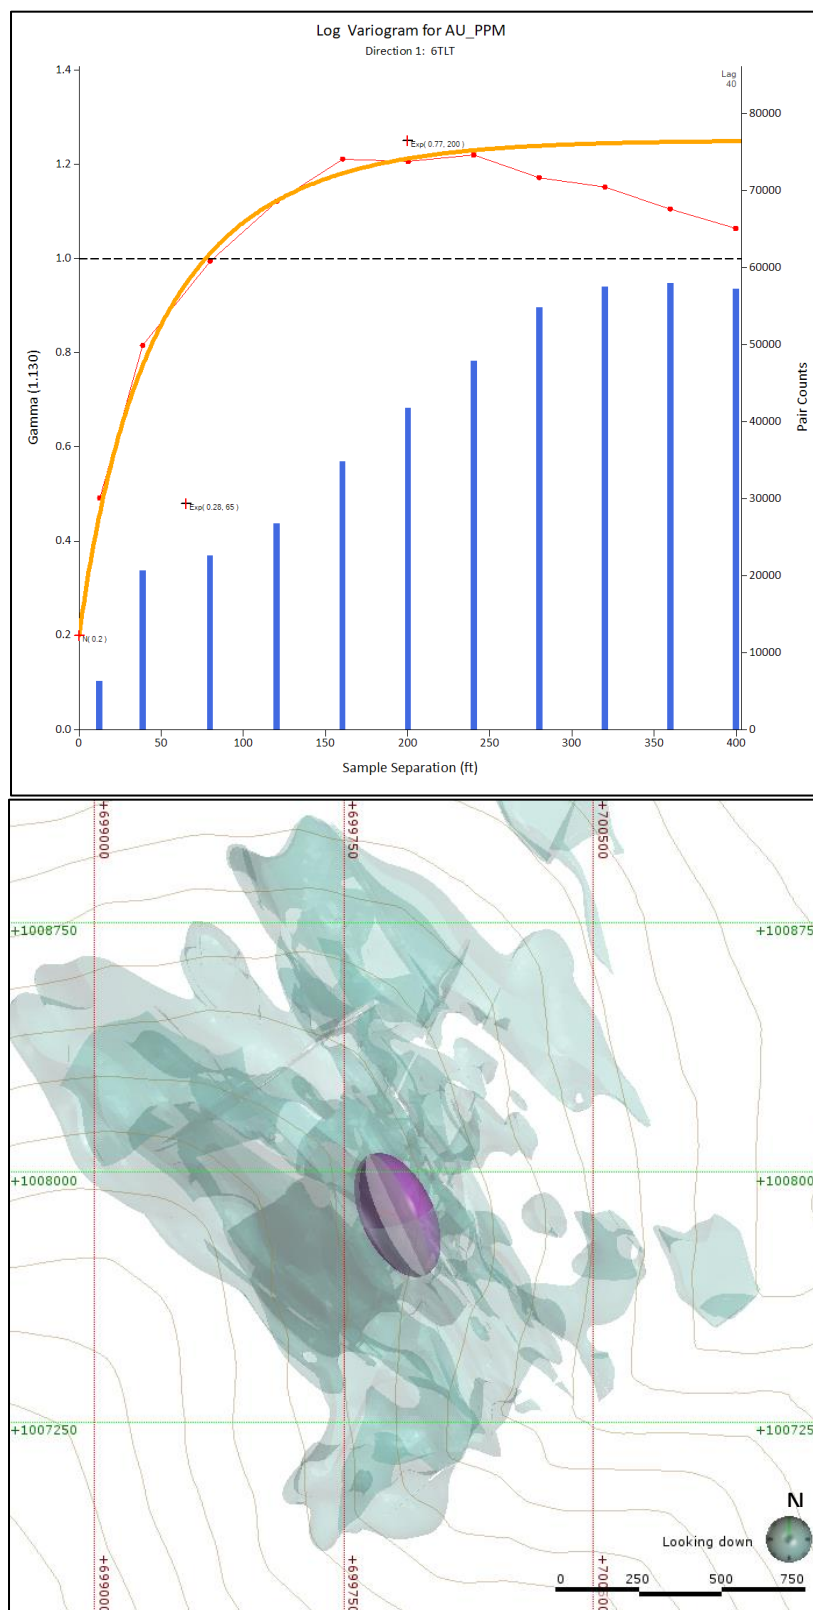 Log Variogram for AU_PPM
Direction 1: 6TLT
Lag
40
1.4
1.2
1.0
0.8
0.6
0.4
0.2
0.0
Gamma (1.130)
80000
70000
60000
50000
40000
30000
20000
10000
0
Pair Counts
Exp( 0.77, 200 )
Exp( 0.28, 65 )
N( 0.2 )
0 50 100 150 200 250 300 350 400
Sample Separation (ft)
+699000
+699750
+700500
+1008750
+100875
+1008000
+100800
+1007250
+100725
N
Looking down
+699000
+699750
+700500
0 250 500 750